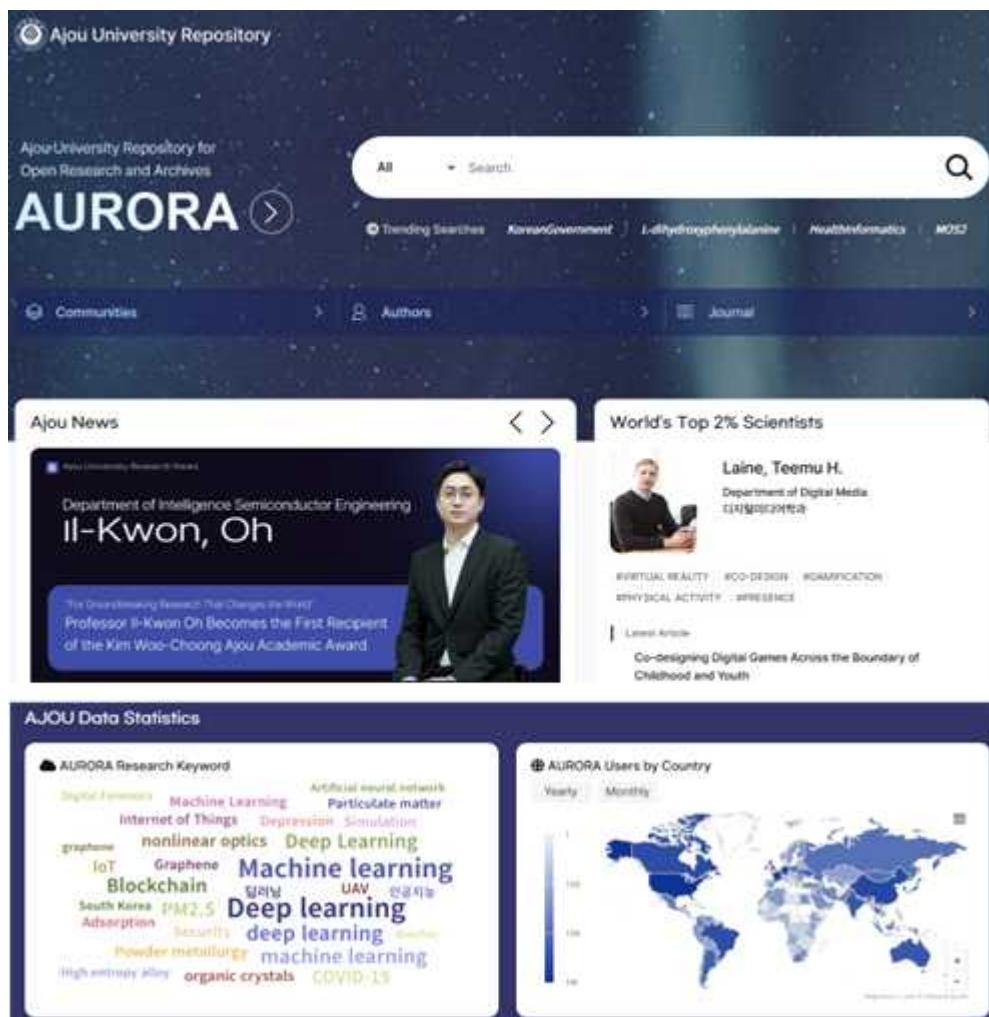 Ajou University Repository
Ajou University Repository for
Open Research and Archives
AURORA
All
Search
Trending Searches KoreanGovernment | L-dihydroxyphenylalanine | HealthInformatics | MOS2
Communities
Authors
Journal
Ajou News
Ajou University Research News
Department of Intelligence Semiconductor Engineering
Il-Kwon, Oh
"For Groundbreaking Research That Changes the World"
Professor Il-Kwon Oh Becomes the First Recipient
of the Kim Woo-Choong Ajou Academic Award
World's Top 2% Scientists
Laine, Teemu H.
Department of Digital Media
디지털미디어학과
#VIRTUAL REALITY #CO-DESIGN #GAMIFICATION
#PHYSICAL ACTIVITY #PRESENCE
Latest Article
Co-designing Digital Games Across the Boundary of
Childhood and Youth
AJOU Data Statistics
AURORA Research Keyword
Artificial neural network
Digital Forensics
Machine Learning
Particulate matter
Internet of Things
Depression
Simulation
graphene
nonlinear optics
Deep Learning
IoT
Graphene
Machine learning
Blockchain
딥러닝
UAV
인공지능
South Korea
PM2.5
Deep learning
Adsorption
Security
deep learning
Powder metallurgy
machine learning
High entropy alloy
organic crystals
COVID-19
AURORA Users by Country
Yearly
Monthly